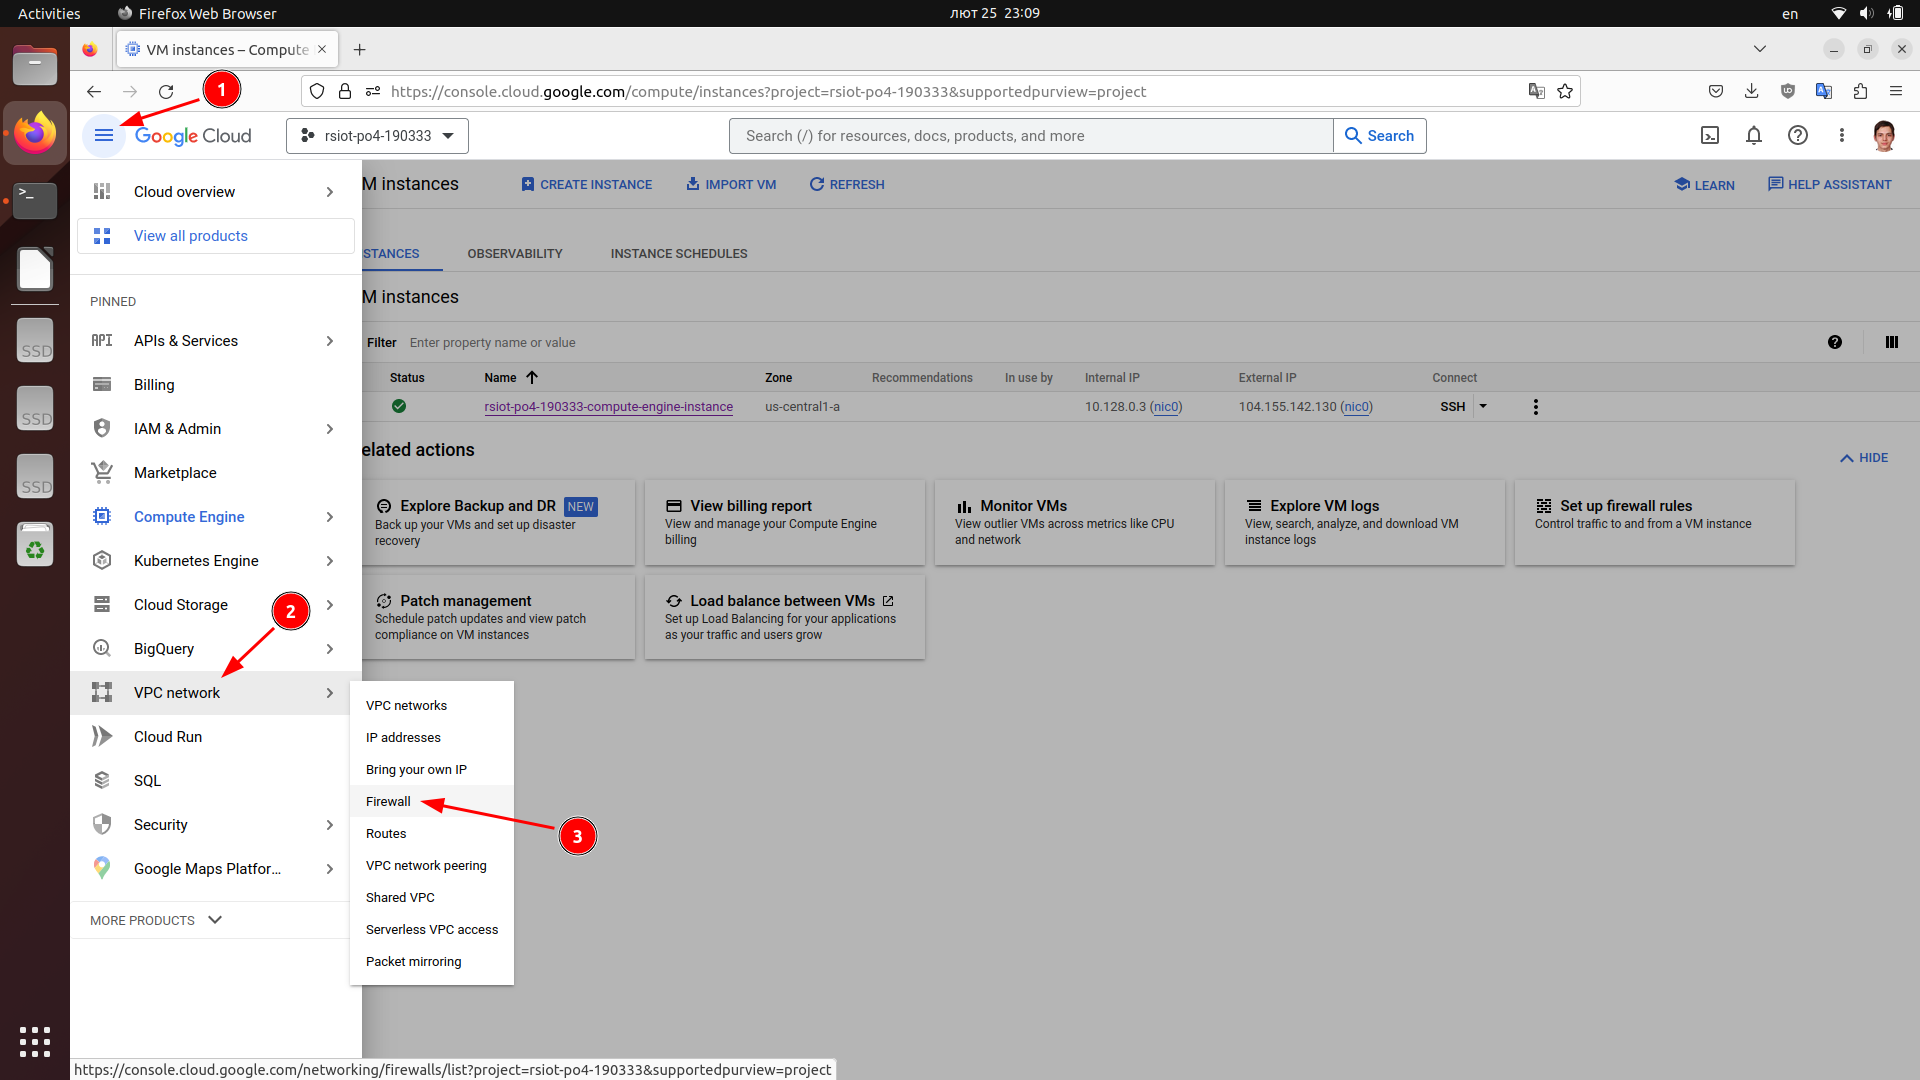 Activities
Firefox Web Browser
лют 25 23:09
en
VM instances – Compute
https://console.cloud.google.com/compute/instances?project=rsiot-po4-190333&supportedpurview=project
1
Google Cloud
rsiot-po4-190333
Search (/) for resources, docs, products, and more
Search
Cloud overview
View all products
PINNED
API
APIs & Services
Billing
IAM & Admin
Marketplace
Compute Engine
Kubernetes Engine
Cloud Storage
2
BigQuery
VPC network
Cloud Run
SQL
Security
Google Maps Platfor...
MORE PRODUCTS
VPC networks
IP addresses
Bring your own IP
Firewall
3
Routes
VPC network peering
Shared VPC
Serverless VPC access
Packet mirroring
M instances
CREATE INSTANCE
IMPORT VM
REFRESH
LEARN
HELP ASSISTANT
STANCES
OBSERVABILITY
INSTANCE SCHEDULES
M instances
Filter Enter property name or value
Status Name Zone Recommendations In use by Internal IP External IP Connect
rsiot-po4-190333-compute-engine-instance us-central1-a 10.128.0.3 (nic0) 104.155.142.130 (nic0) SSH
elated actions
HIDE
Explore Backup and DR NEW
Back up your VMs and set up disaster
recovery
View billing report
View and manage your Compute Engine
billing
Monitor VMs
View outlier VMs across metrics like CPU
and network
Explore VM logs
View, search, analyze, and download VM
instance logs
Set up firewall rules
Control traffic to and from a VM instance
Patch management
Schedule patch updates and view patch
compliance on VM instances
Load balance between VMs
Set up Load Balancing for your applications
as your traffic and users grow
SSD
SSD
SSD
https://console.cloud.google.com/networking/firewalls/list?project=rsiot-po4-190333&supportedpurview=project